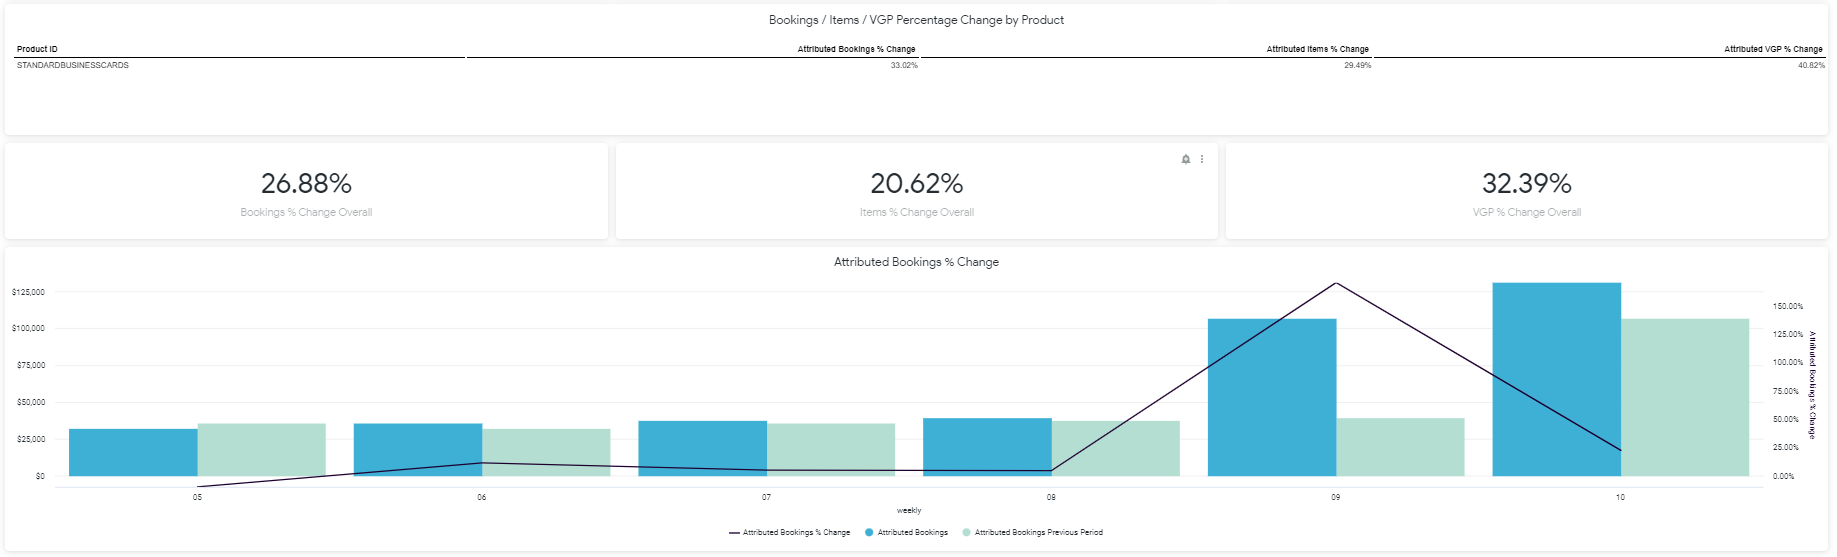 Bookings / Items / VGP Percentage Change by Product
Product ID Attributed Bookings % Change Attributed Items % Change Attributed VGP % Change
STANDARDBUSINESSCARDS 33.02% 29.49% 40.82%
26.88% 20.62% 32.39%
Bookings % Change Overall Items % Change Overall VGP % Change Overall
Attributed Bookings % Change
$125,000
$100,000
$75,000
$50,000
$25,000
$0
150.00%
125.00%
100.00%
75.00%
50.00%
25.00%
0.00%
Attributed Bookings % Change
05 06 07 08 09 10
weekly
Attributed Bookings % Change Attributed Bookings Attributed Bookings Previous Period